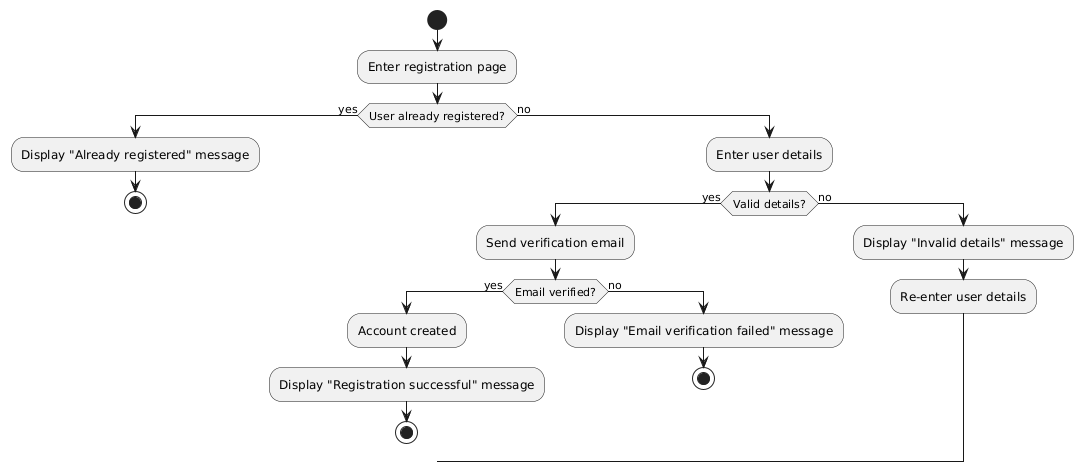 Enter registration page
yes
User already registered?
no
Display "Already registered" message
Enter user details
yes
Valid details?
no
Send verification email
Display "Invalid details" message
yes
Email verified?
no
Re-enter user details
Account created
Display "Email verification failed" message
Display "Registration successful" message